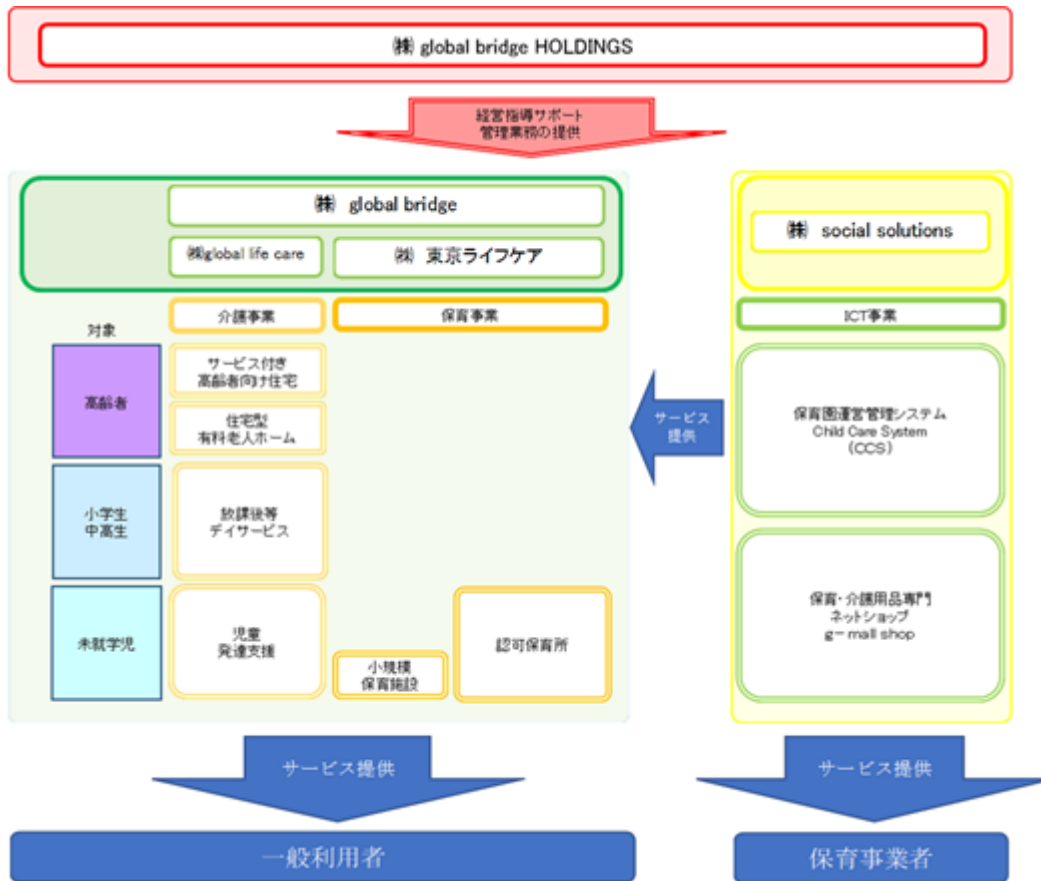 ㈱ global bridge HOLDINGS
経営指導サポート
管理業務の提供
㈱ global bridge
㈱global life care
㈱ 東京ライフケア
㈱ social solutions
対象
介護事業
保育事業
ICT事業
高齢者
サービス付き
高齢者向け住宅
住宅型
有料老人ホーム
サービス
提供
保育園運営管理システム
Child Care System
(CCS)
小学生
中高生
放課後等
デイサービス
未就学児
児童
発達支援
小規模
保育施設
認可保育所
保育・介護用品専門
ネットショップ
g-mall shop
サービス提供
サービス提供
一般利用者
保育事業者